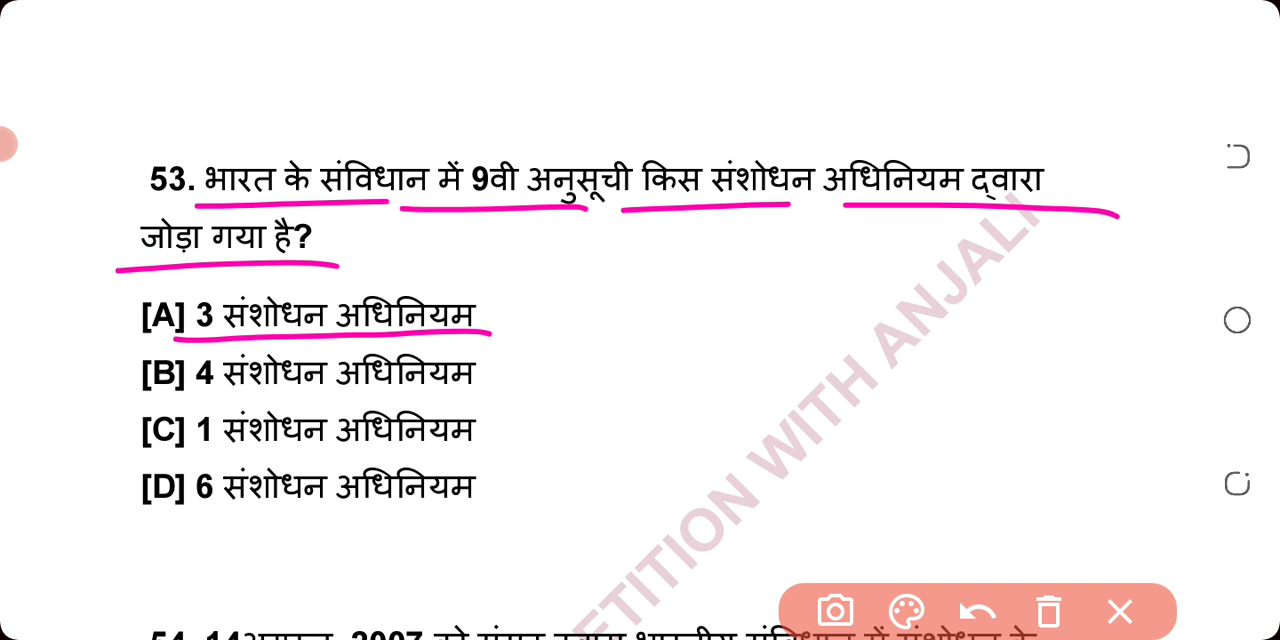 53. भारत के संविधान में 9वी अनुसूची किस संशोधन अधिनियम द्वारा
जोड़ा गया है?
[A] 3 संशोधन अधिनियम
[B] 4 संशोधन अधिनियम
[C] 1 संशोधन अधिनियम
[D] 6 संशोधन अधिनियम
ETITION WITH ANJALI